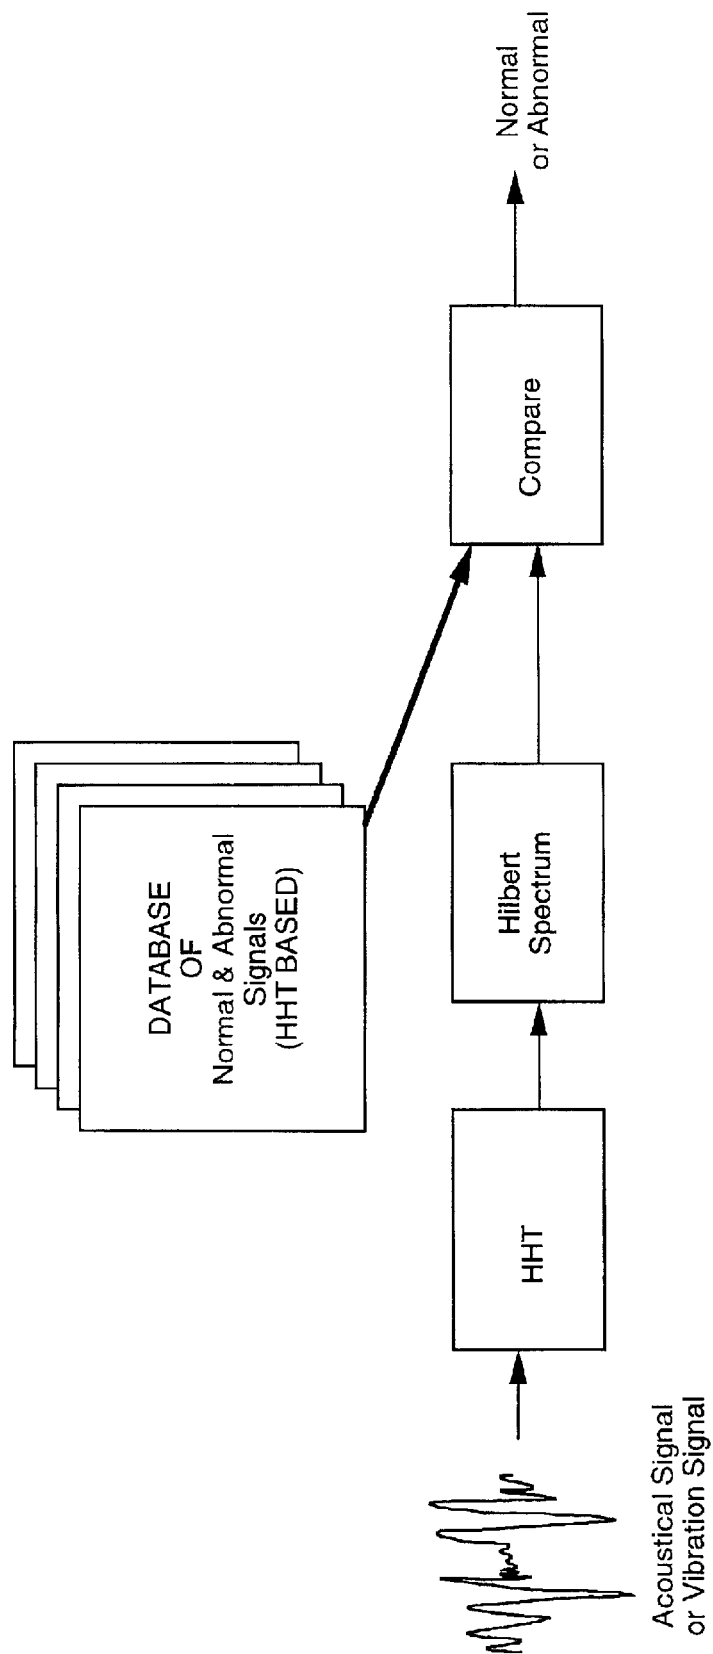 Acoustical Signal
or Vibration Signal
HHT
Hilbert
Spectrum
DATABASE
OF
Normal & Abnormal
Signals
(HHT BASED)
Compare
Normal
or Abnormal